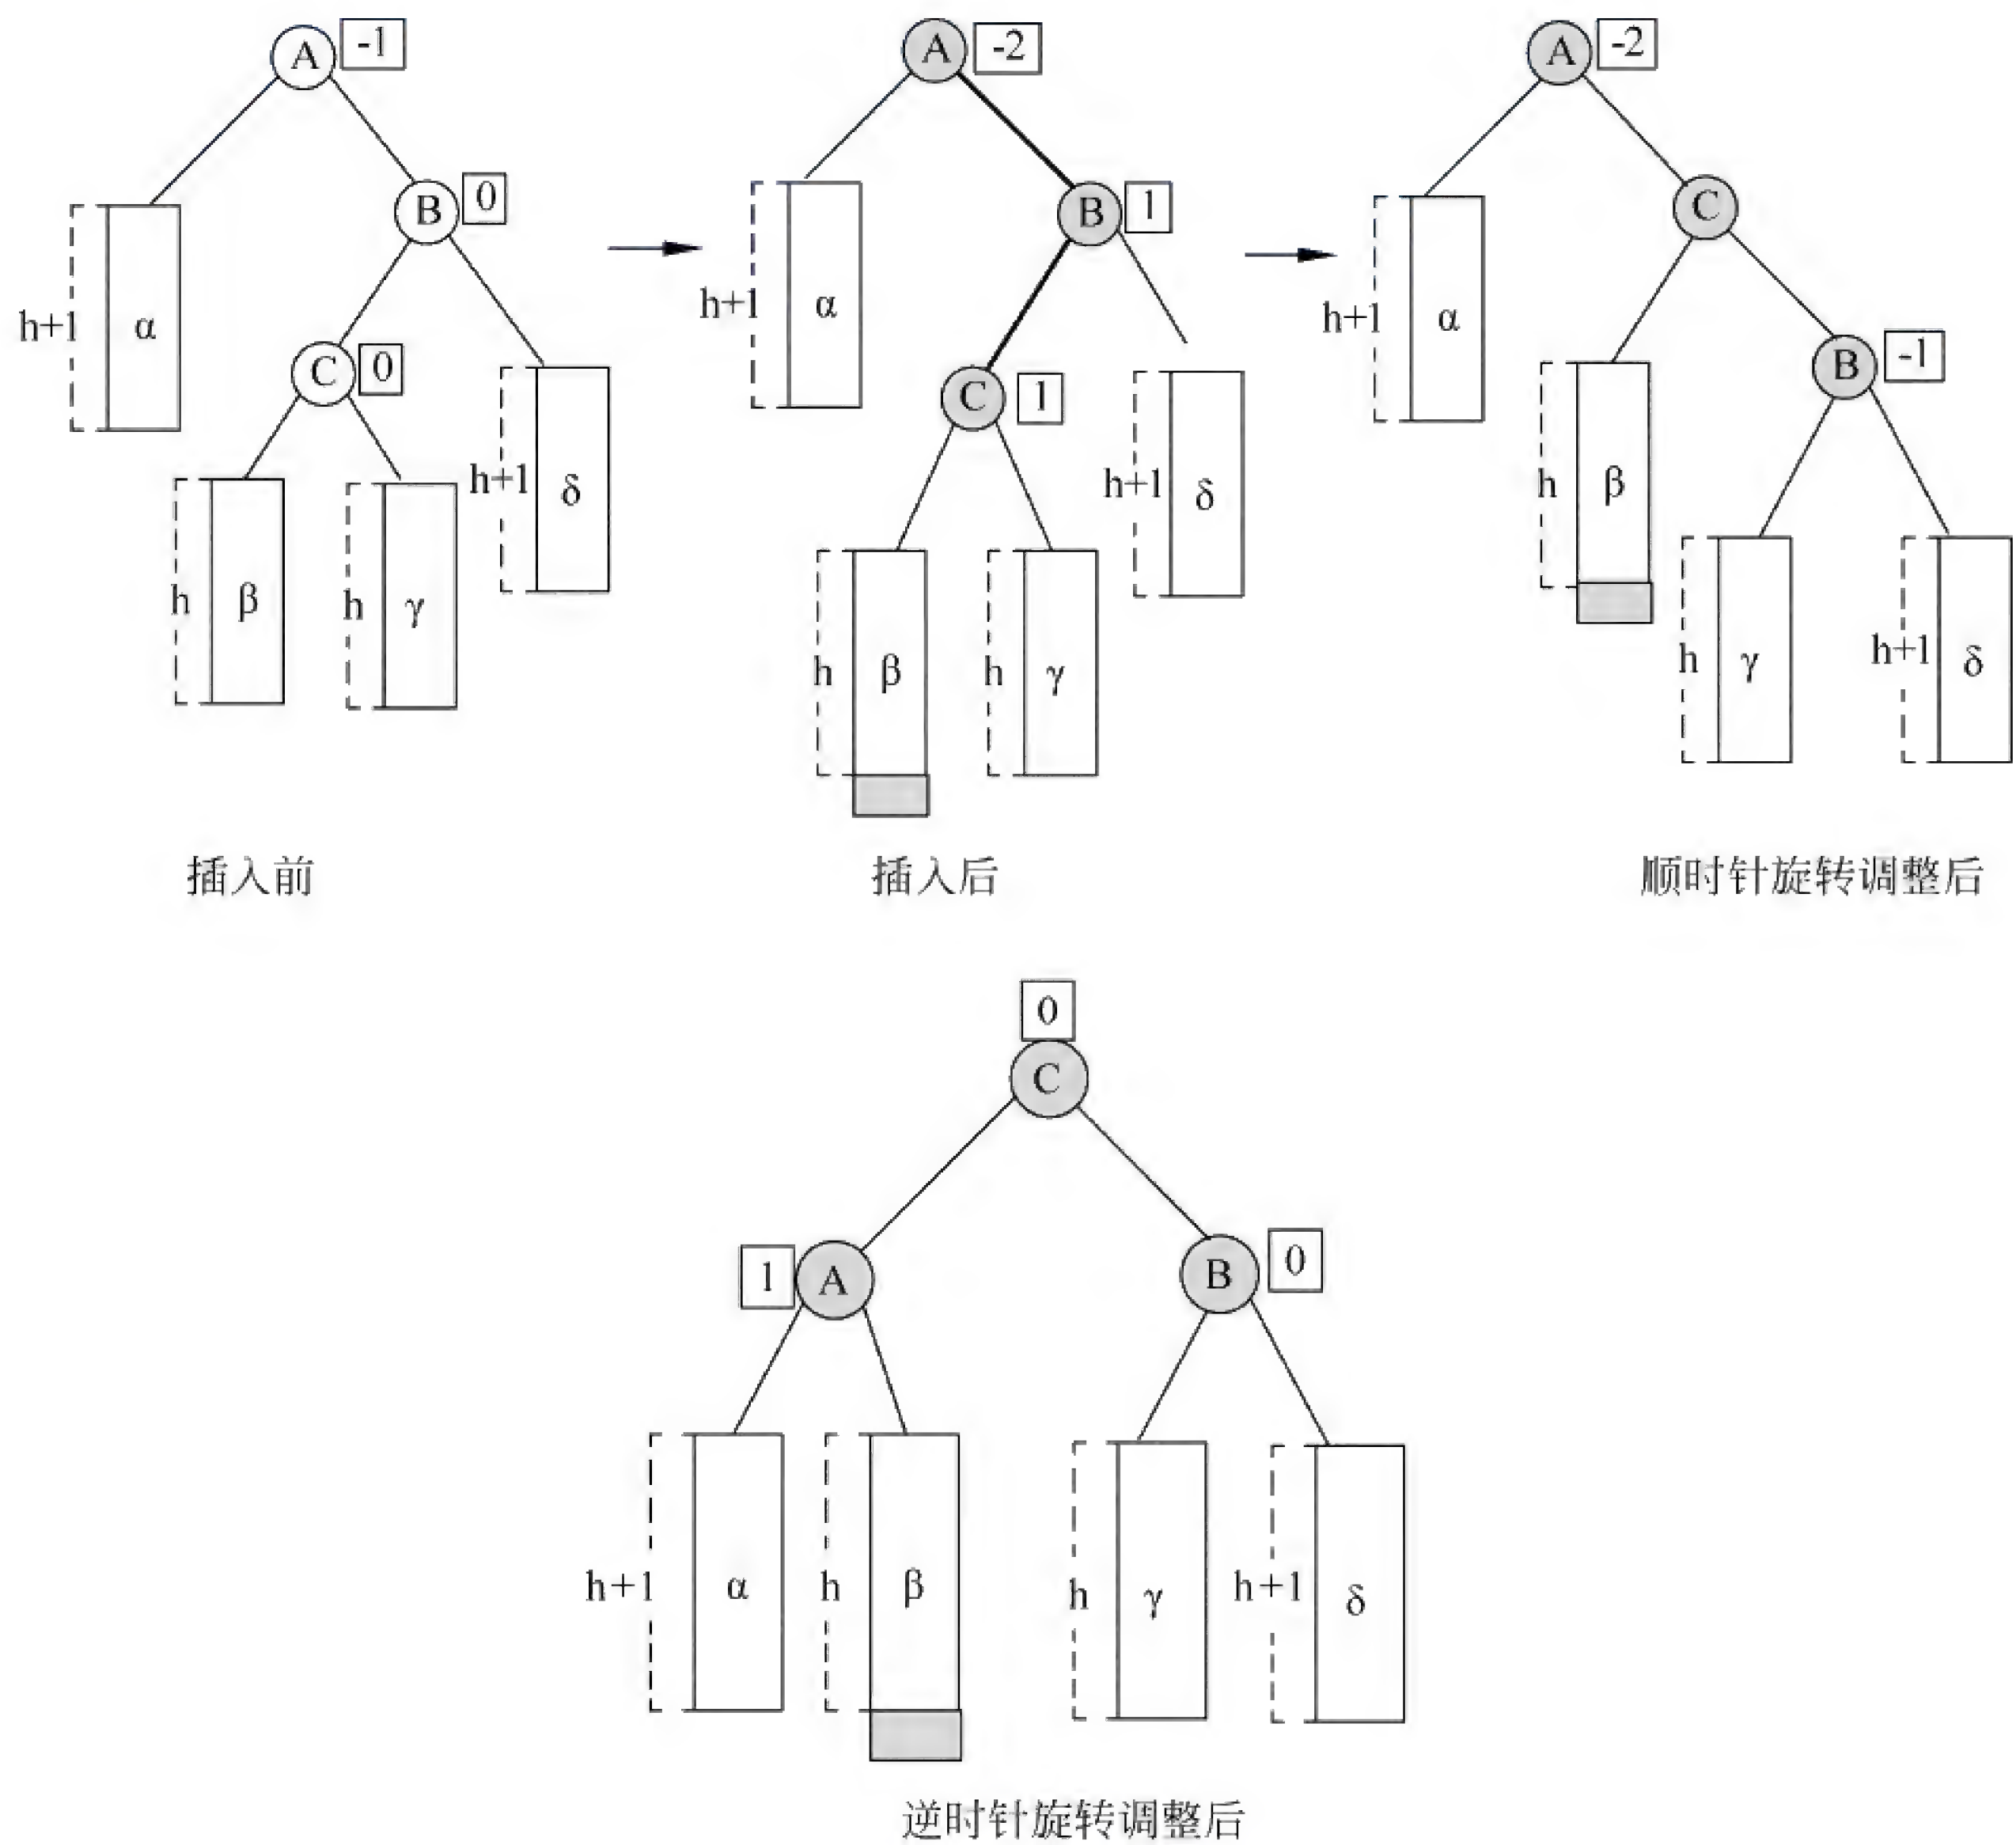 A -1
B 0
h+1 α
C 0
h+1 δ
h β h γ
插入前
A -2
B 1
h+1 α
C 1
h+1 δ
h β h γ
插入后
A -2
C
h+1 α
B -1
h β
h γ h+1 δ
顺时针旋转调整后
0
C
1 A B 0
h+1 α h β h γ h+1 δ
逆时针旋转调整后